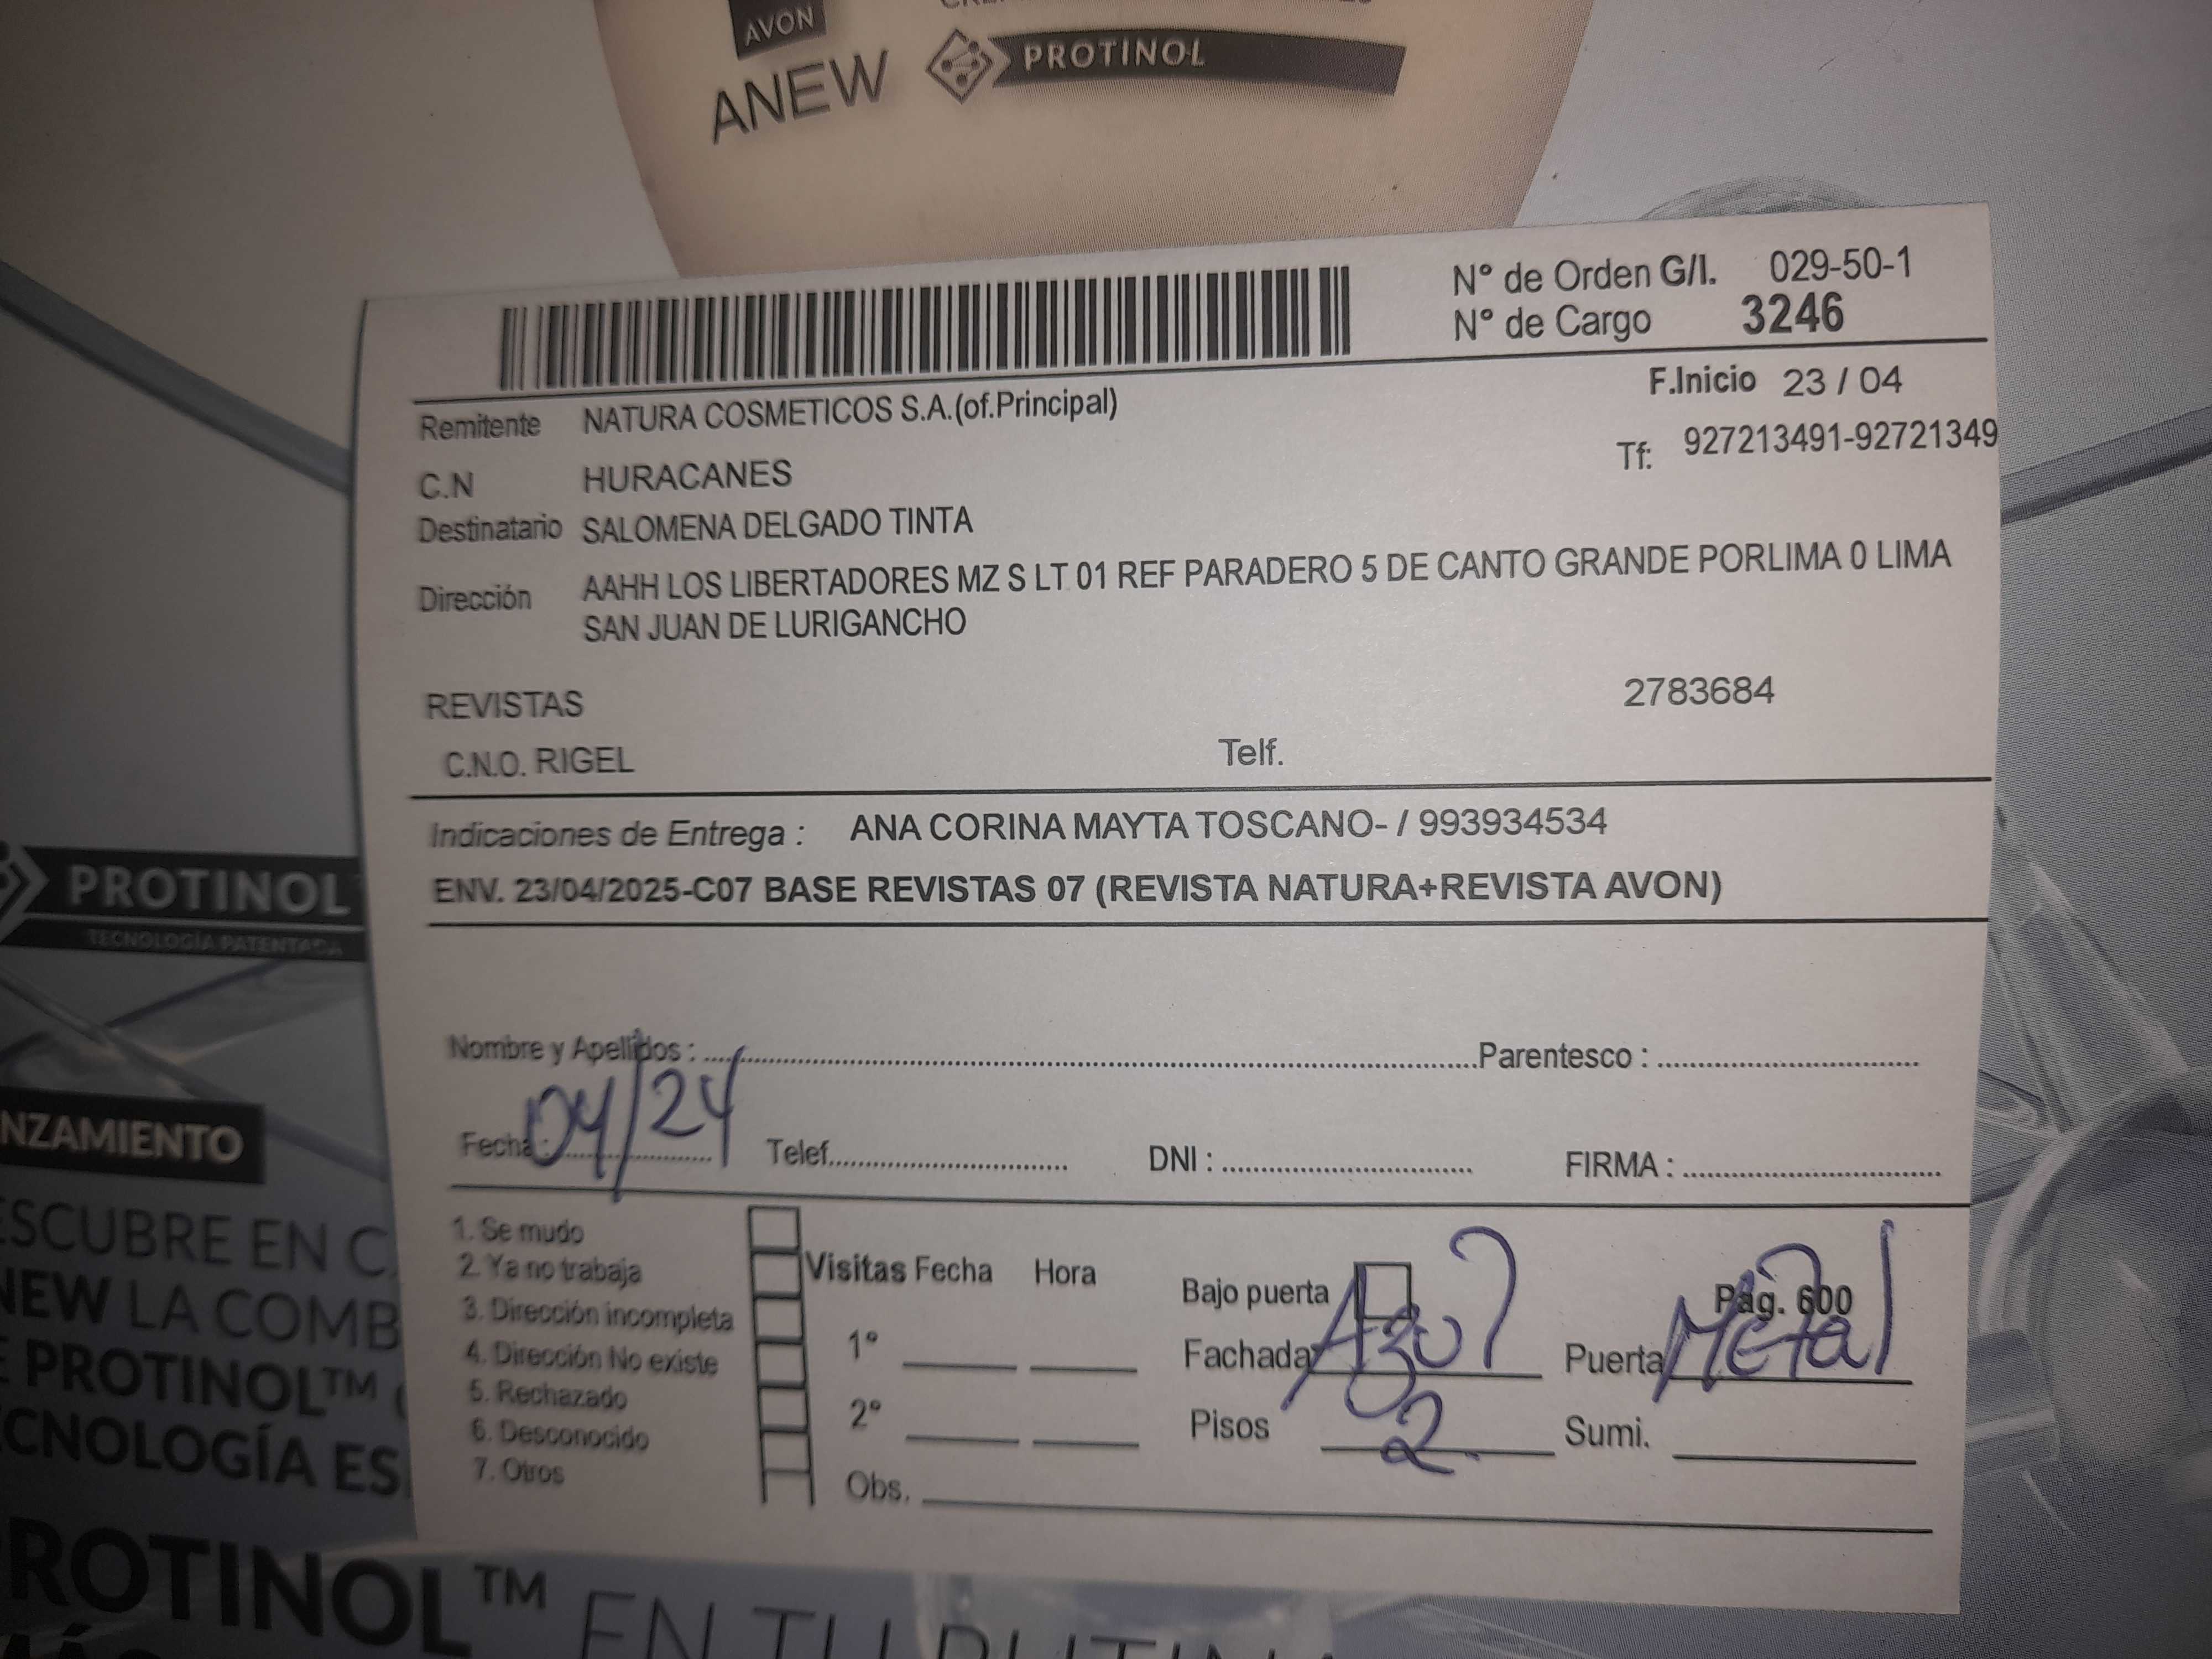 AVON
ANEW
PROTINOL
N° de Orden G/I. 029-50-1
N° de Cargo 3246
F.Inicio 23 / 04
Remitente NATURA COSMETICOS S.A.(of.Principal)
Tf: 927213491-92721349
C.N HURACANES
Destinatario SALOMENA DELGADO TINTA
Dirección AAHH LOS LIBERTADORES MZ S LT 01 REF PARADERO 5 DE CANTO GRANDE PORLIMA 0 LIMA
SAN JUAN DE LURIGANCHO
REVISTAS 2783684
C.N.O. RIGEL Telf.
Indicaciones de Entrega : ANA CORINA MAYTA TOSCANO- / 993934534
ENV. 23/04/2025-C07 BASE REVISTAS 07 (REVISTA NATURA+REVISTA AVON)
Nombre y Apellidos : Parentesco :
Fecha : 04/24 Telef. DNI : FIRMA :
1. Se mudo
2. Ya no trabaja
3. Dirección incompleta
4. Dirección No existe
5. Rechazado
6. Desconocido
7. Otros
Visitas Fecha Hora
1°
2°
Obs.
Bajo puerta Pág. 600
Fachada Azul Puerta Metal
Pisos 2. Sumi.
PROTINOL
TECNOLOGÍA PATENTADA
NZAMIENTO
ESCUBRE EN C
NEW LA COMB
E PROTINOL™
ECNOLOGÍA ES
ROTINOL™ EN TU RUTINA